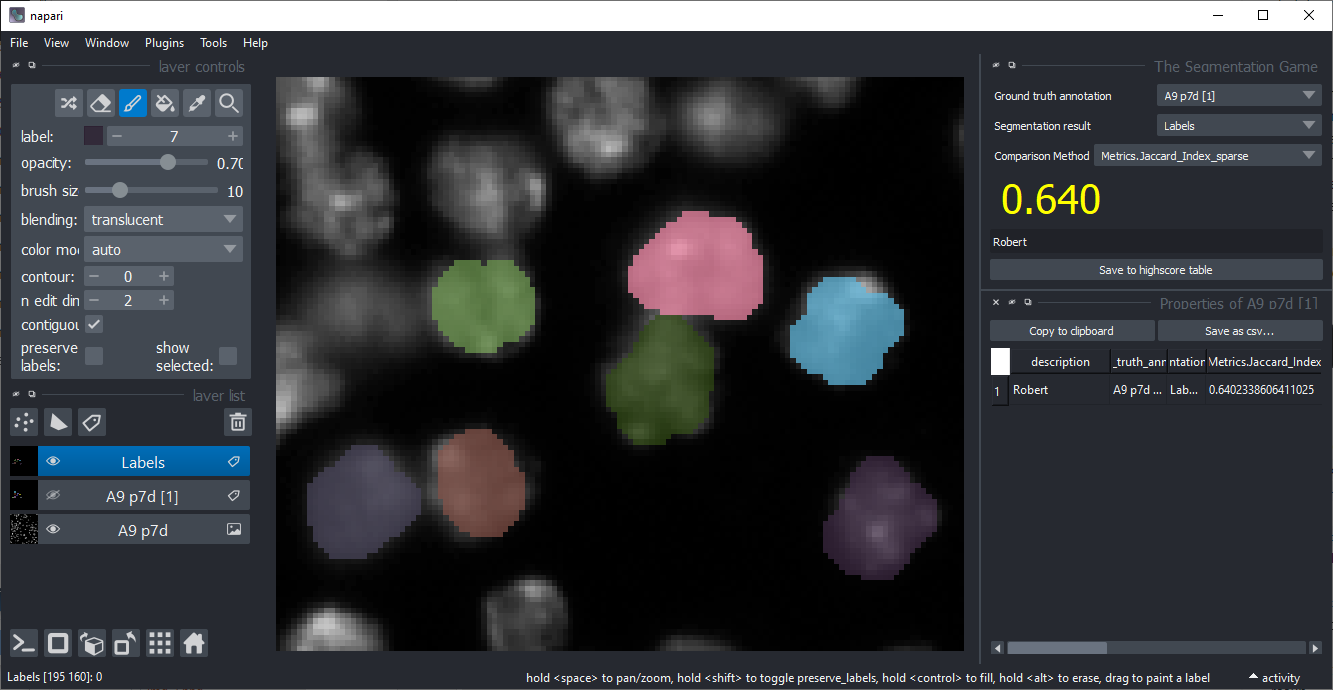 napari
File View Window Plugins Tools Help
layer controls
label: 7
opacity: 0.70
brush siz 10
blending: translucent
color mo auto
contour: 0
n edit din 2
contiguou
preserve labels: show selected:
layer list
Labels
A9 p7d [1]
A9 p7d
The Segmentation Game
Ground truth annotation A9 p7d [1]
Segmentation result Labels
Comparison Method Metrics.Jaccard_Index_sparse
0.640
Robert
Save to highscore table
Properties of A9 p7d [1]
Copy to clipboard Save as csv...
description _truth_anr ntation Metrics.Jaccard_Index
1 Robert A9 p7d ... Lab... 0.6402338606411025
Labels [195 160]: 0
hold <space> to pan/zoom, hold <shift> to toggle preserve_labels, hold <control> to fill, hold <alt> to erase, drag to paint a label
activity